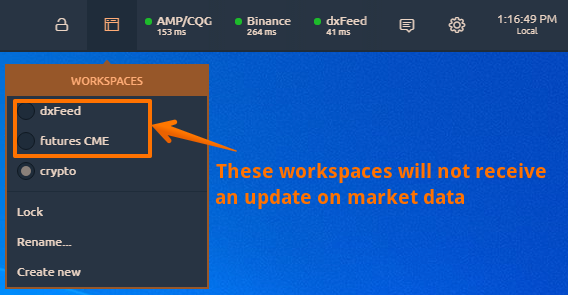 AMP/CQG Binance dxFeed 1:16:49 PM
153 ms 264 ms 41 ms Local
WORKSPACES
dxFeed
futures CME
crypto
These workspaces will not receive
an update on market data
Lock
Rename...
Create new